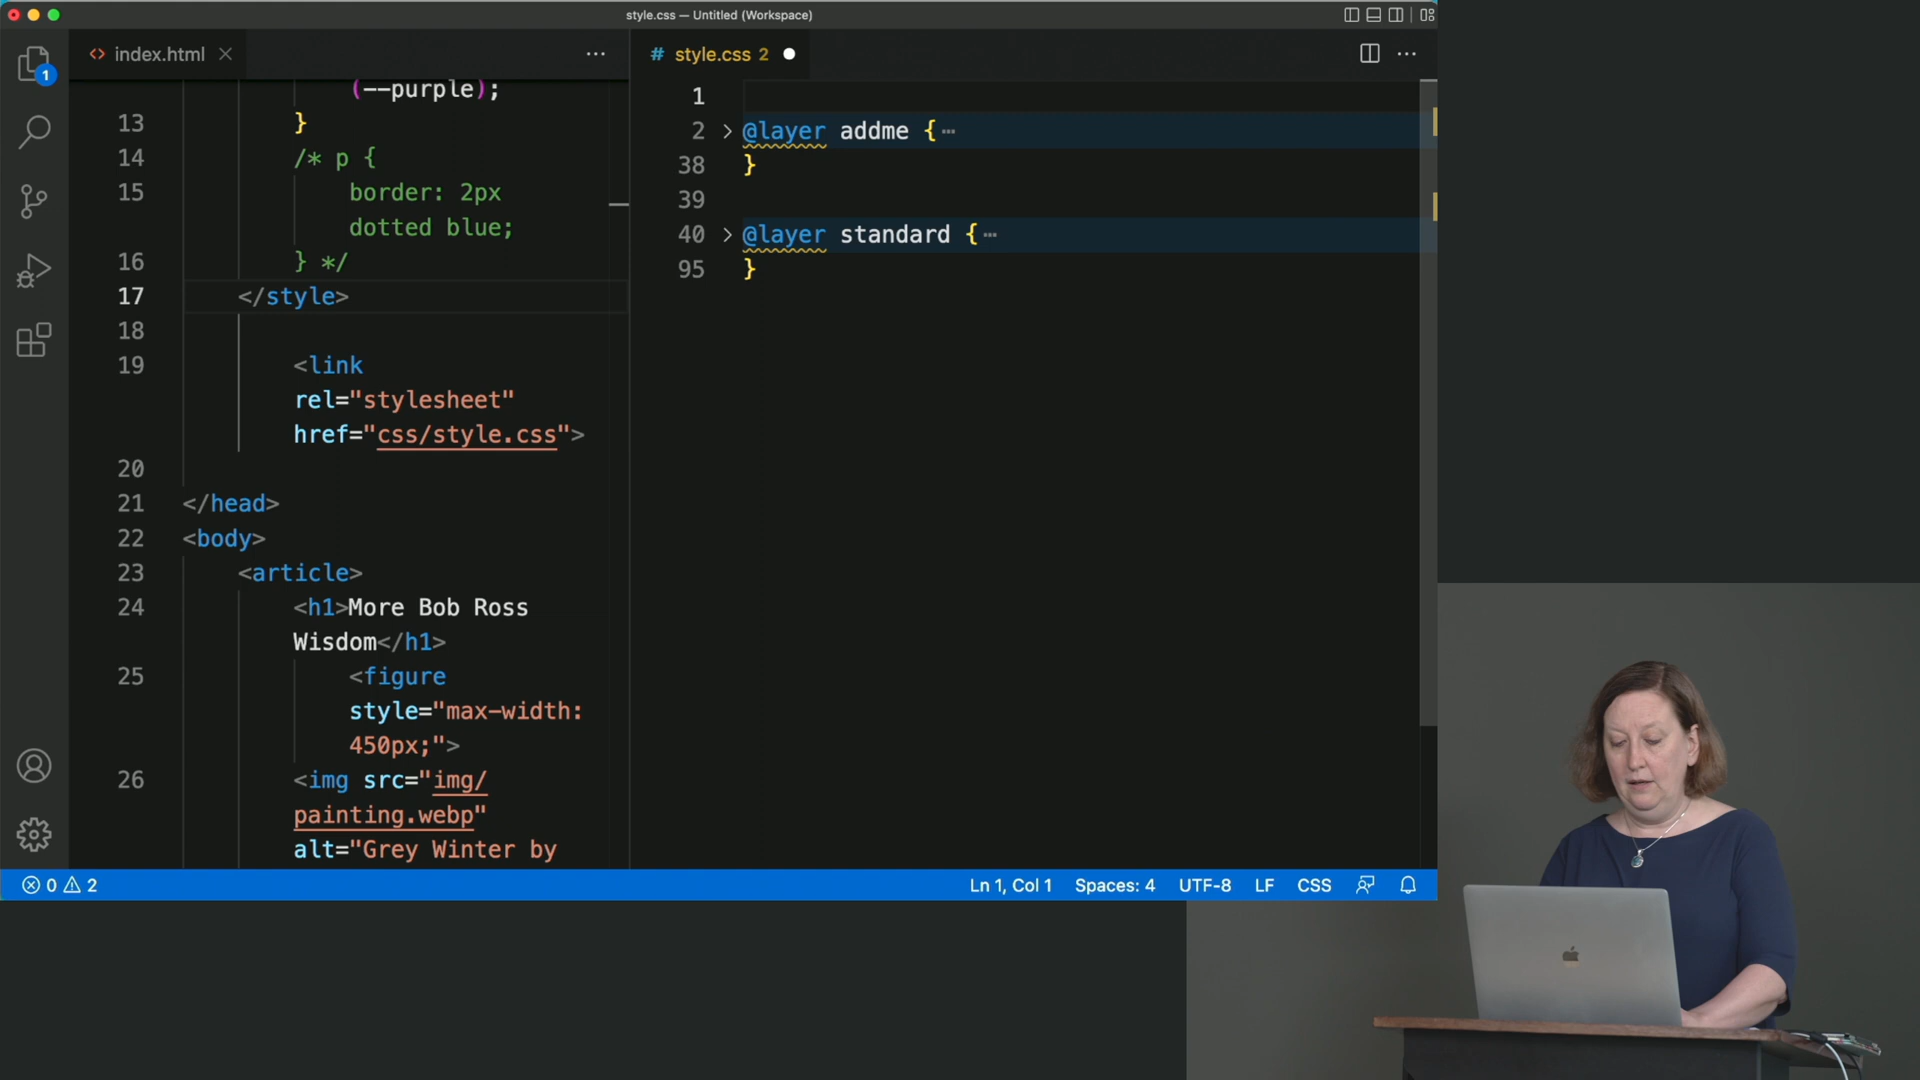 style.css — Untitled (Workspace)
index.html
# style.css 2
1
(--purple);
13 }
14 /* p {
15 border: 2px
dotted blue;
16 } */
17 </style>
18
19 <link
rel="stylesheet"
href="css/style.css">
20
21 </head>
22 <body>
23 <article>
24 <h1>More Bob Ross
Wisdom</h1>
25 <figure
style="max-width:
450px;">
26 <img src="img/
painting.webp"
alt="Grey Winter by
1
2 @layer addme {
38 }
39
40 @layer standard {
95 }
0 2
Ln 1, Col 1 Spaces: 4 UTF-8 LF CSS